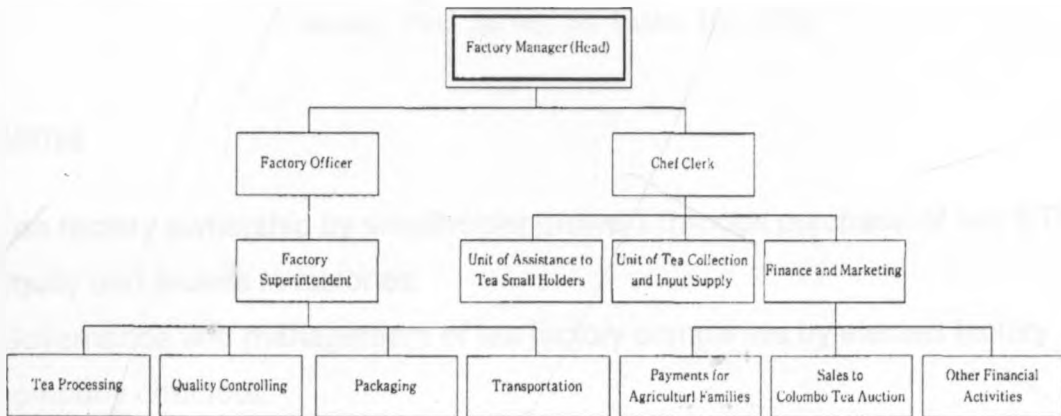 Factory Manager (Head)
Factory Officer
Chef Clerk
Factory
Superinnendent
Unit of Assistance to
Tea Small Holders
Unit of Tea Collection
and Input Supply
Finance and Marketing
Tea Processing
Quality Controlling
Packaging
Transportation
Payments for
Agriculturl Families
Sales to
Colombo Tea Auction
Other Financial
Activities